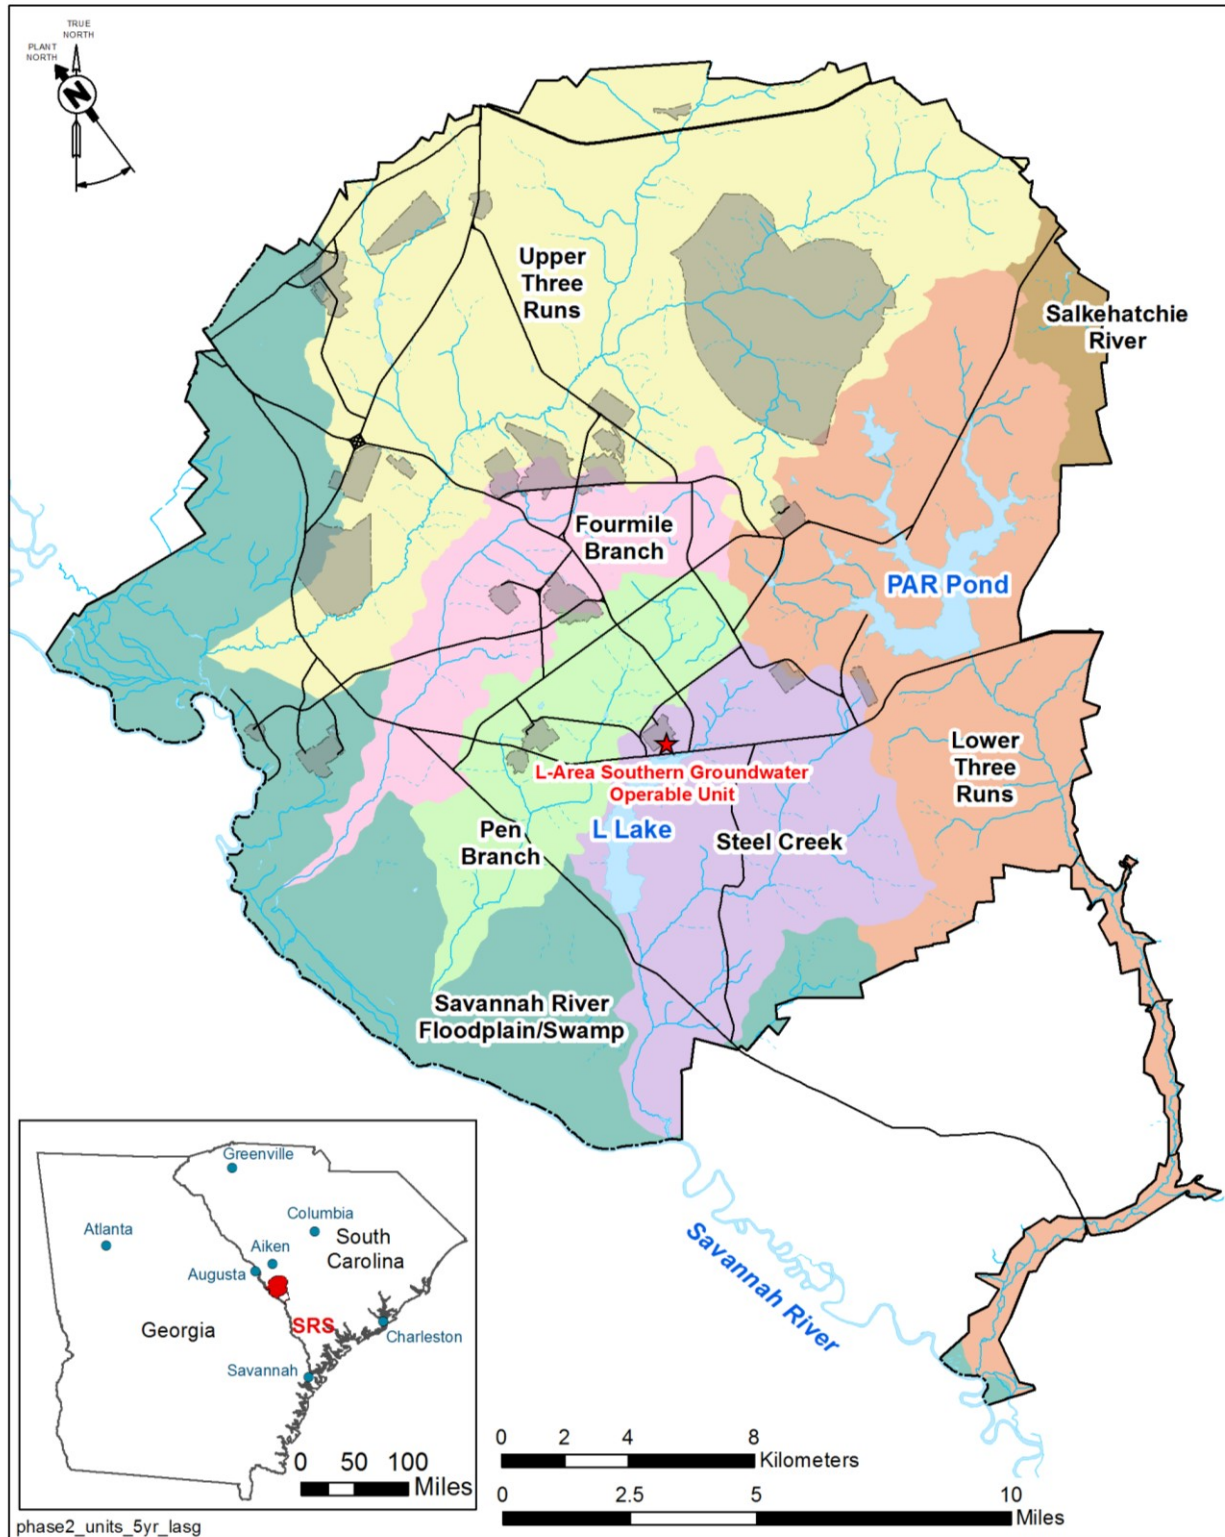 TRUE
NORTH
PLANT
NORTH
N
Upper
Three
Runs
Salkehatchie
River
Fourmile
Branch
PAR Pond
Lower
Three
Runs
L-Area Southern Groundwater
Operable Unit
L Lake
Pen
Branch
Steel Creek
Savannah River
Floodplain/Swamp
Savannah River
Greenville
Atlanta
Columbia
South
Carolina
Aiken
Augusta
Georgia
SRS
Charleston
Savannah
0 50 100
Miles
0 2 4 8
Kilometers
0 2.5 5 10
Miles
phase2_units_5yr_lasg